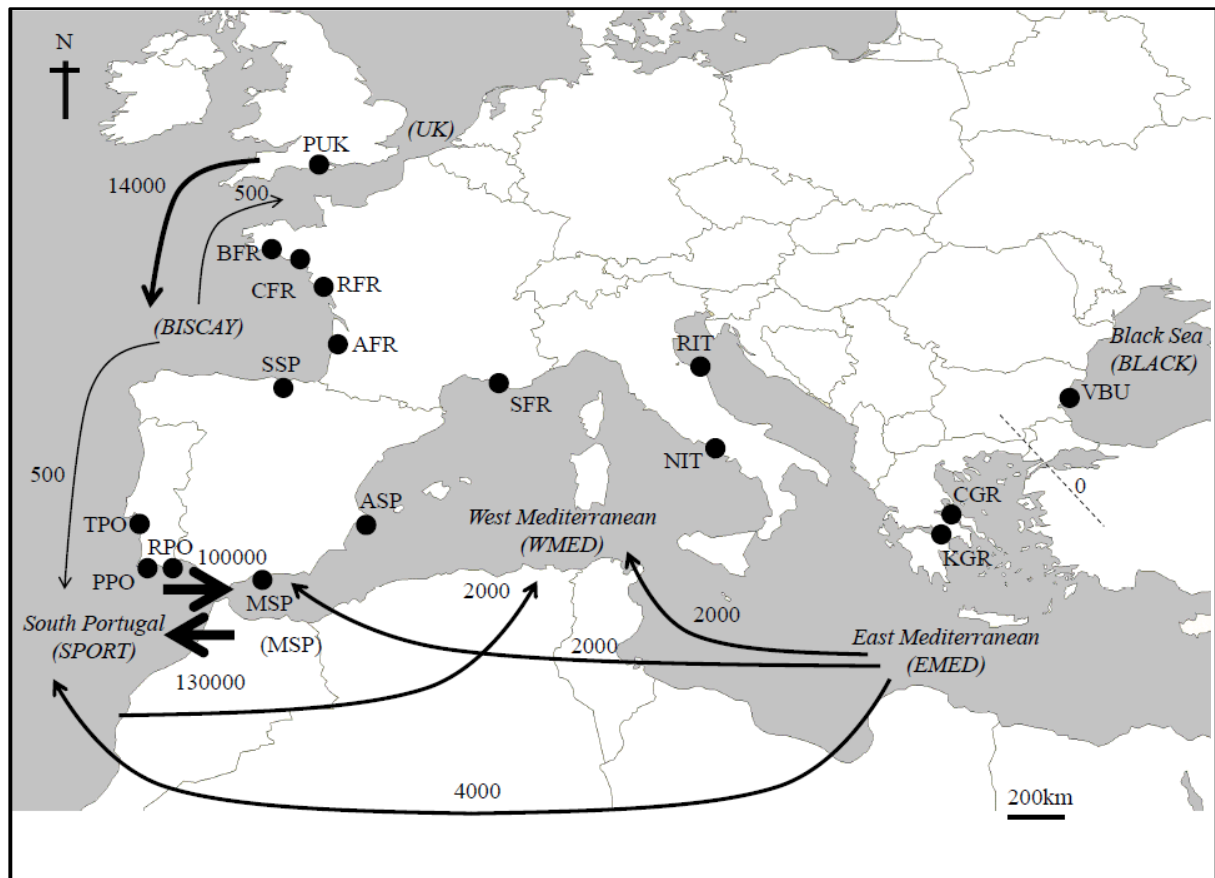 N
(UK)
PUK
14000
500
BFR
CFR
RFR
(BISCAY)
AFR
SSP
SFR
RIT
NIT
Black Sea
(BLACK)
VBU
0
CGR
KGR
500
TPO
RPO
PPO
100000
ASP
MSP
(MSP)
West Mediterranean
(WMED)
2000
2000
2000
South Portugal
(SPORT)
130000
East Mediterranean
(EMED)
4000
200km